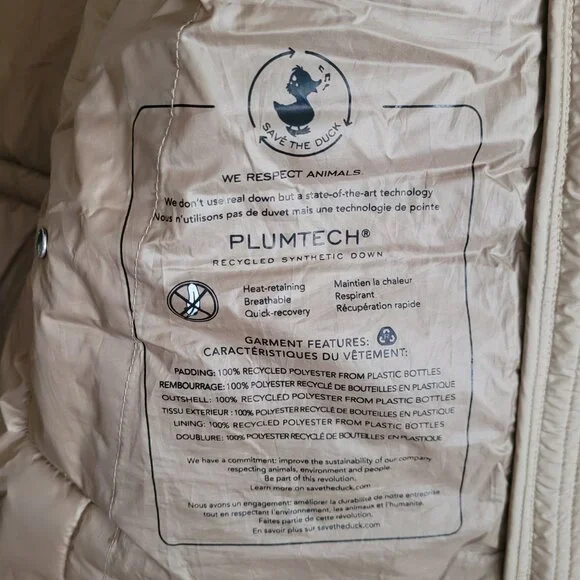 SAVE THE DUCK
WE RESPECT ANIMALS
We don't use real down but a state-of-the-art technology
Nous n'utilisons pas de duvet mais une technologie de pointe
PLUMTECH®
RECYCLED SYNTHETIC DOWN
Heat-retaining Maintien la chaleur
Breathable Respirant
Quick-recovery Récupération rapide
GARMENT FEATURES:
CARACTÉRISTIQUES DU VÊTEMENT:
PADDING: 100% RECYCLED POLYESTER FROM PLASTIC BOTTLES
REMBOURRAGE: 100% POLYESTER RECYCLÉ DE BOUTEILLES EN PLASTIQUE
OUTSHELL: 100% RECYCLED POLYESTER FROM PLASTIC BOTTLES
TISSU EXTERIEUR : 100% POLYESTER RECYCLÉ DE BOUTEILLES EN PLASTIQUE
LINING: 100% RECYCLED POLYESTER FROM PLASTIC BOTTLES
DOUBLURE: 100% POLYESTER RECYCLÉ DE BOUTEILLES EN PLASTIQUE
We have a commitment: improve the sustainability of our company
respecting animals, environment and people.
Be part of this revolution.
Learn more on savetheduck.com
Nous avons un engagement: améliorer la durabilité de notre entreprise
tout en respectant l'environnement, les animaux et l'humanité.
Faites partie de cette révolution.
En savoir plus sur savetheduck.com